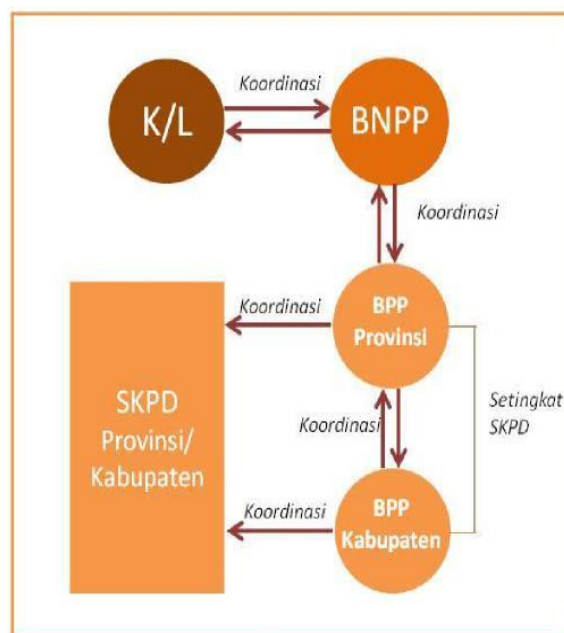 Koordinasi
K/L
BNPP
Koordinasi
Koordinasi
BPP
Provinsi
SKPD
Provinsi/
Kabupaten
Koordinasi
Setingkat
SKPD
Koordinasi
BPP
Kabupaten